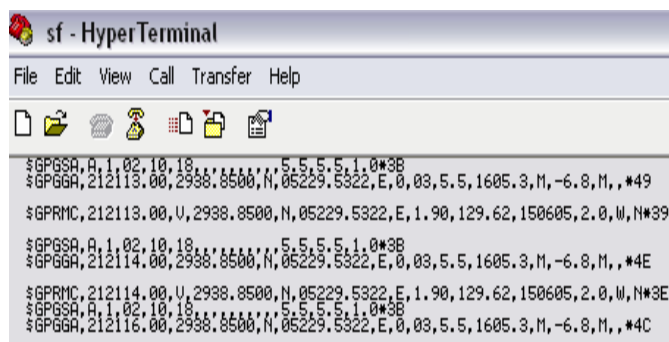 sf - HyperTerminal
File Edit View Call Transfer Help
$GPGSA,A,1,02,10,18,,,,,,,,,,5.5,5.5,1.0*3B
$GPGGA,212113.00,2938.8500,N,05229.5322,E,0,03,5.5,1605.3,M,-6.8,M,,*49
$GPRMC,212113.00,V,2938.8500,N,05229.5322,E,1.90,129.62,150605,2.0,W,N*39
$GPGSA,A,1,02,10,18,,,,,,,,,,5.5,5.5,1.0*3B
$GPGGA,212114.00,2938.8500,N,05229.5322,E,0,03,5.5,1605.3,M,-6.8,M,,*4E
$GPRMC,212114.00,V,2938.8500,N,05229.5322,E,1.90,129.62,150605,2.0,W,N*3E
$GPGSA,A,1,02,10,18,,,,,,,,,,5.5,5.5,1.0*3B
$GPGGA,212116.00,2938.8500,N,05229.5322,E,0,03,5.5,1605.3,M,-6.8,M,,*4C